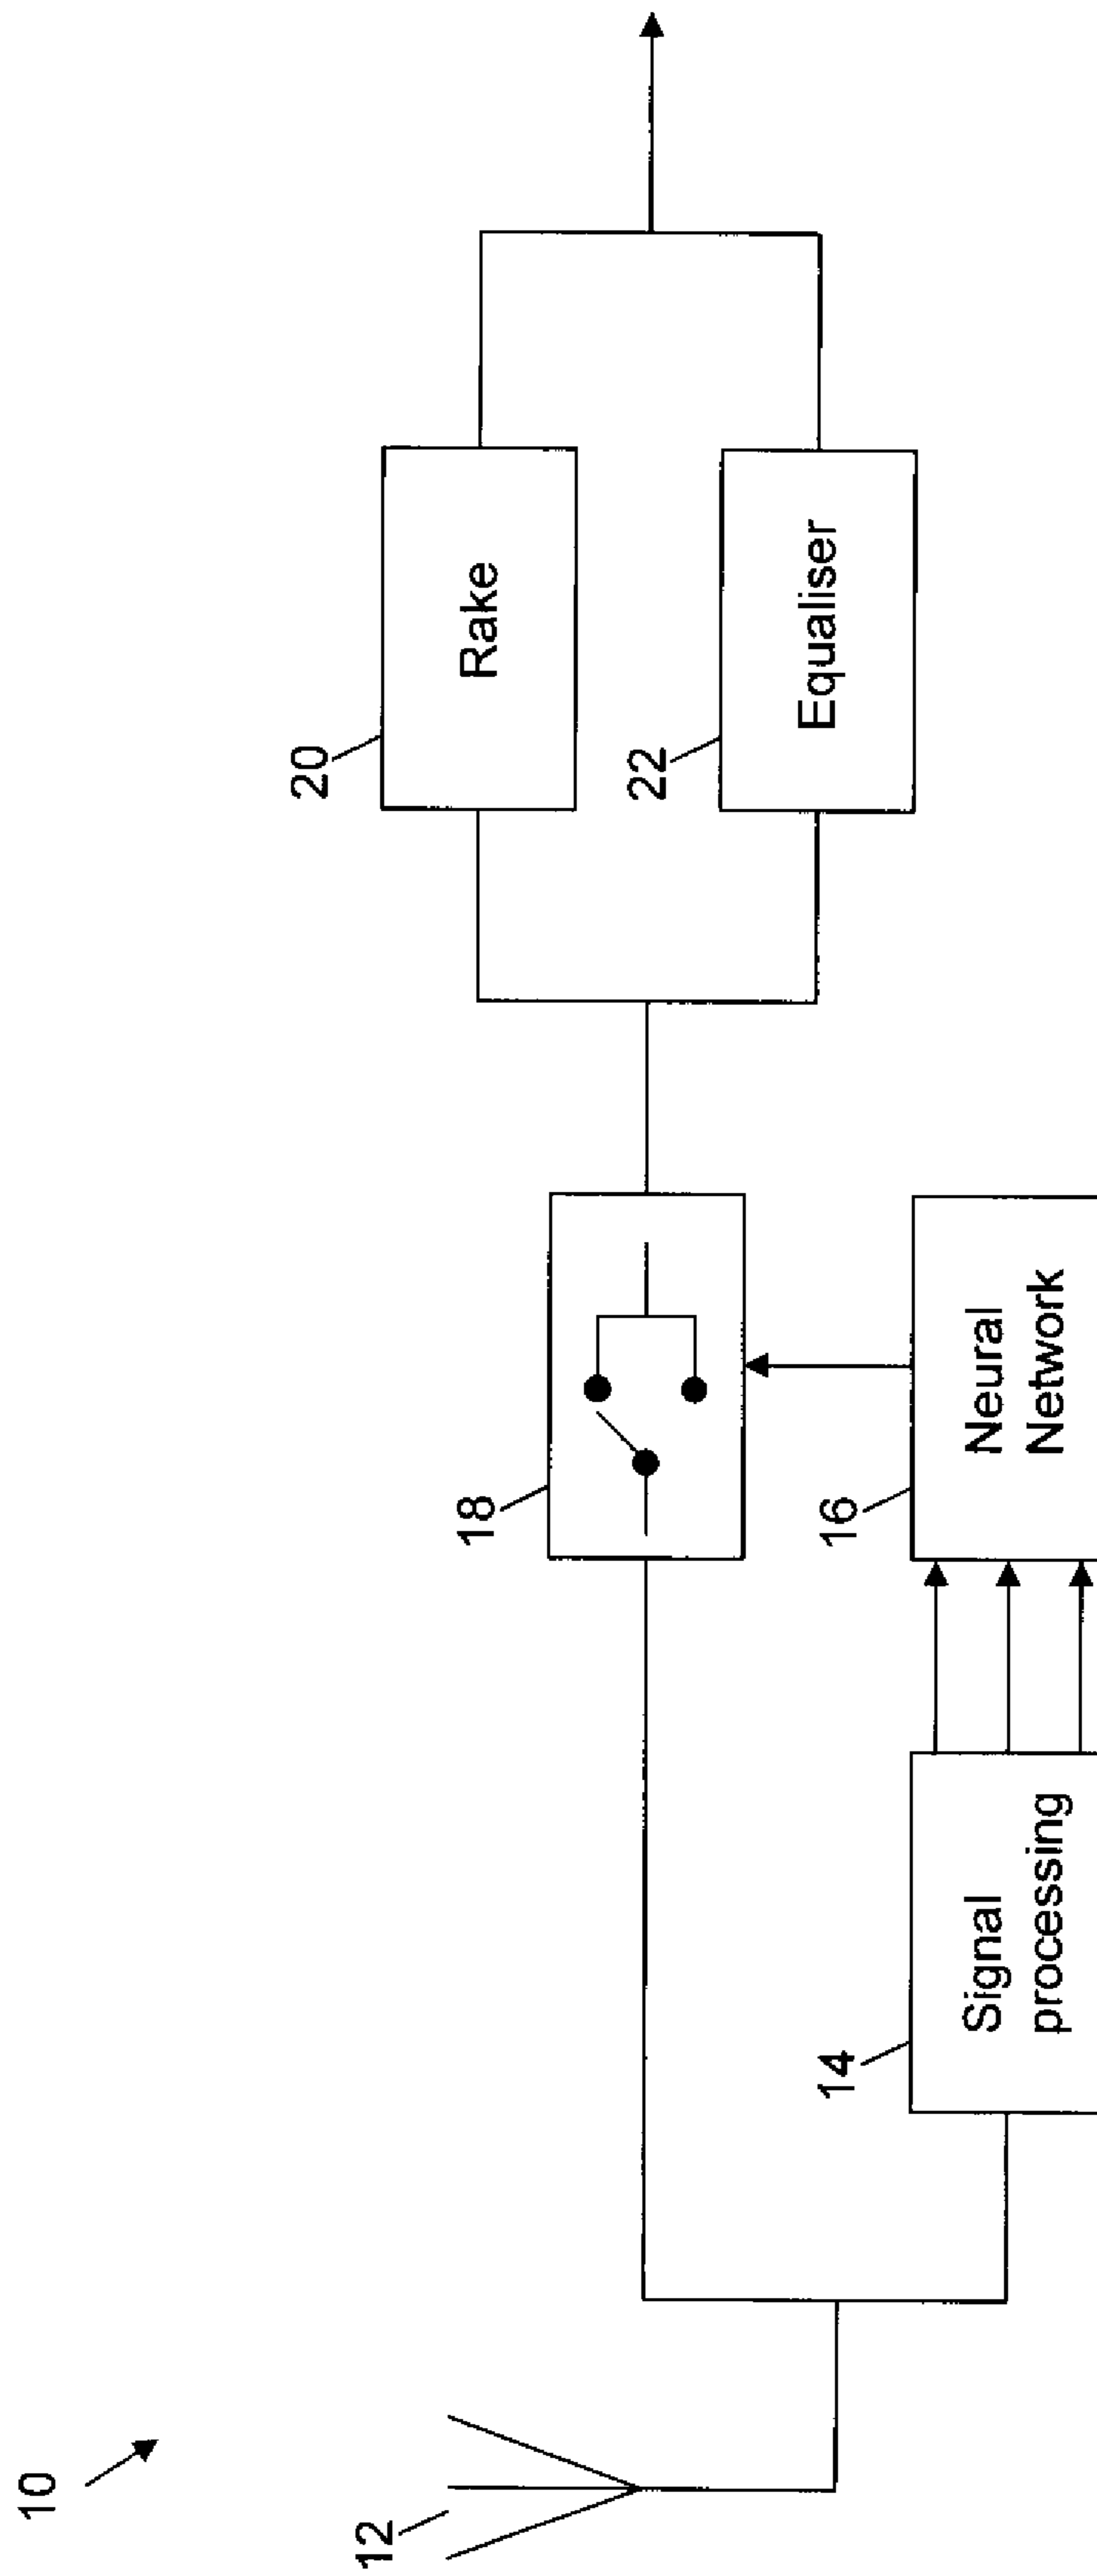 10
12
14
Signal
processing
16
Neural
Network
18
20
Rake
22
Equaliser